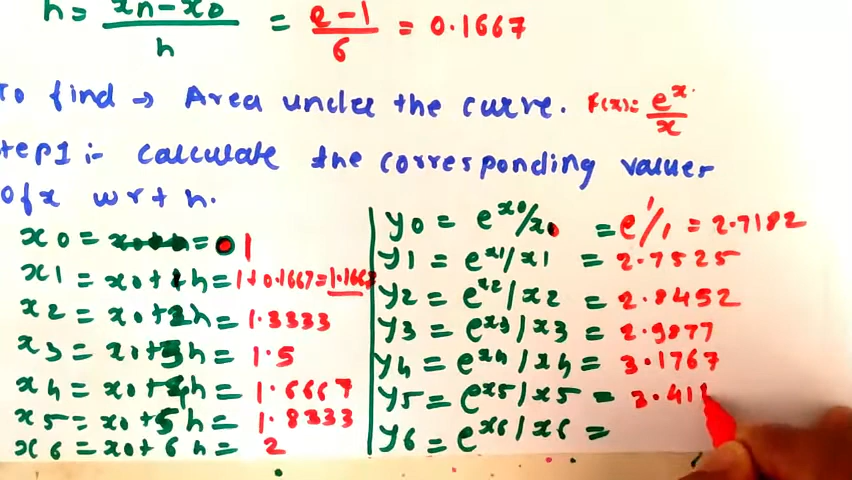 h = xn-x0/h = e-1/6 = 0.1667
To find → Area under the curve. F(x): e^x/x
step1 :- calculate the corresponding values
Of x w r t h.
x0 = = 1
x1 = x0+1h = 1+0.1667 = 1.1667
x2 = x0+2h = 1.3333
x3 = x0+3h = 1.5
x4 = x0+4h = 1.6667
x5 = x0+5h = 1.8333
x6 = x0+6h = 2
y0 = e^x0/x0 = e^1/1 = 2.7182
y1 = e^x1/x1 = 2.7525
y2 = e^x2/x2 = 2.8452
y3 = e^x3/x3 = 2.9877
y4 = e^x4/x4 = 3.1767
y5 = e^x5/x5 = 3.41
y6 = e^x6/x6 =